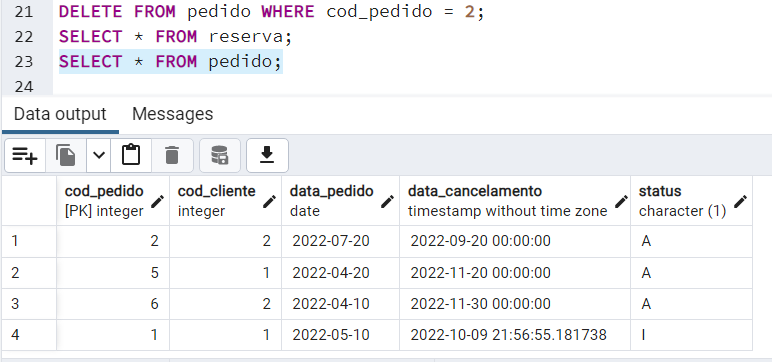 21 DELETE FROM pedido WHERE cod_pedido = 2;
22 SELECT * FROM reserva;
23 SELECT * FROM pedido;
24
Data output Messages
cod_pedido cod_cliente data_pedido data_cancelamento status
[PK] integer integer date timestamp without time zone character (1)
1 2 2 2022-07-20 2022-09-20 00:00:00 A
2 5 1 2022-04-20 2022-11-20 00:00:00 A
3 6 2 2022-04-10 2022-11-30 00:00:00 A
4 1 1 2022-05-10 2022-10-09 21:56:55.181738 I